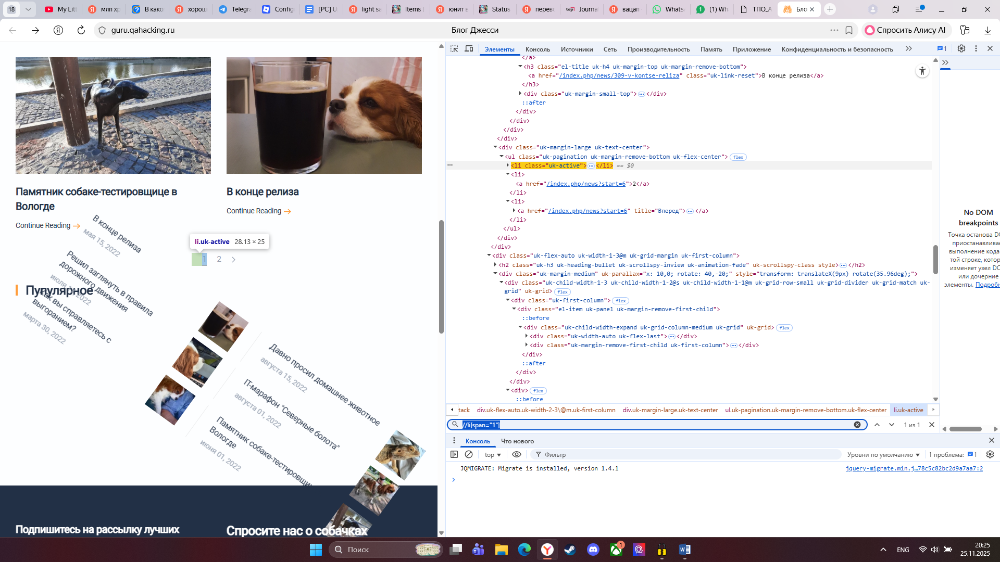 18
My Litt
млп хр
В како
хорош
Telegra
Config
[PC] U
light sa
Items
юнит в
Status
перево
top1 Journa
вацап
Whats
(1) Wh
ТПО_А
Бло
guru.qahacking.ru
Блог Джесси
Спросить Алису AI
Памятник собаке-тестировщице в
Вологде
Continue Reading
В конце релиза
Continue Reading
В конце релиза
мая 15, 2022
Решил заглянуть в правила
дорожного движения
Как вы справляетесь с
выгоранием?
марта 30, 2022
li.uk-active 28.13 × 25
1 2
Пупулярное
Давно просил домашнее животное
августа 15, 2022
IT-марафон "Северные болота"
августа 01, 2022
Памятник собаке-тестировщи
Вологде
июня 01, 2022
Подпишитесь на рассылку лучших
Спросите нас о собачках
Элементы Консоль Источники Сеть Производительность Память Приложение Конфиденциальность и безопасность
1
</a>
<h3 class="el-title uk-h4 uk-margin-top uk-margin-remove-bottom">
<a href="/index.php/news/309-v-kontse-reliza" class="uk-link-reset">В конце релиза</a>
</h3>
<div class="uk-margin-small-top"></div>
::after
</div>
</div>
</div>
</div>
<div class="uk-margin-large uk-text-center">
<ul class="uk-pagination uk-margin-remove-bottom uk-flex-center"> flex
<li class="uk-active"></li> == $0
<li>
<a href="/index.php/news?start=6">2</a>
</li>
<li>
<a href="/index.php/news?start=6" title="Вперед"></a>
</li>
</ul>
</div>
</div>
<div class="uk-flex-auto uk-width-1-3@m uk-grid-margin uk-first-column">
<h2 class="uk-h3 uk-heading-bullet uk-scrollspy-inview uk-animation-fade" uk-scrollspy-class style></h2>
<div class="uk-margin-medium" uk-parallax="x: 10,0; rotate: 40,-20;" style="transform: translateX(9px) rotate(35.96deg);">
<div class="uk-child-width-1-3 uk-child-width-1-2@s uk-child-width-1-1@m uk-grid-row-small uk-grid-divider uk-grid-match uk-
grid" uk-grid> flex
<div class="uk-first-column"> flex
<div class="el-item uk-panel uk-margin-remove-first-child">
::before
<div class="uk-child-width-expand uk-grid-column-medium uk-grid" uk-grid> flex
<div class="uk-width-auto uk-flex-last"></div>
<div class="uk-margin-remove-first-child uk-first-column"></div>
</div>
::after
</div>
</div>
<div> flex
::before
No DOM
breakpoints
Точка останова DO
приостанавливае
выполнение кода
той строке, котор
изменяет узел DO
или дочерние
элементы. Подробн
tack div.uk-flex-auto.uk-width-2-3\@m.uk-first-column div.uk-margin-large.uk-text-center ul.uk-pagination.uk-margin-remove-bottom.uk-flex-center li.uk-active
//li[span="1"]
1 из 1
Консоль Что нового
top
Фильтр
Уровни по умолчанию
1 проблема: 1
JQMIGRATE: Migrate is installed, version 1.4.1
jquery-migrate.min.j…78c5c82bc2d9a7aa7:2
Поиск
1
ENG
20:25
25.11.2025